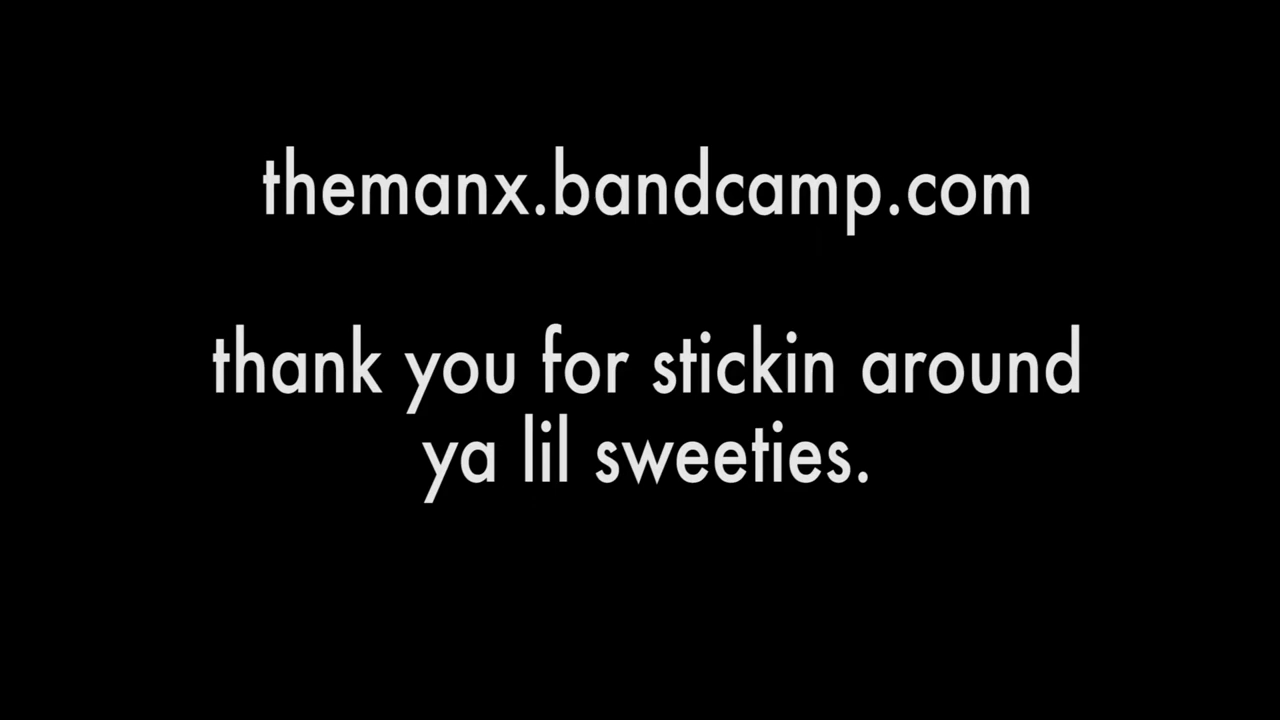 themanx.bandcamp.com
thank you for stickin around
ya lil sweeties.